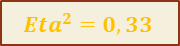 Eta² = 0,33